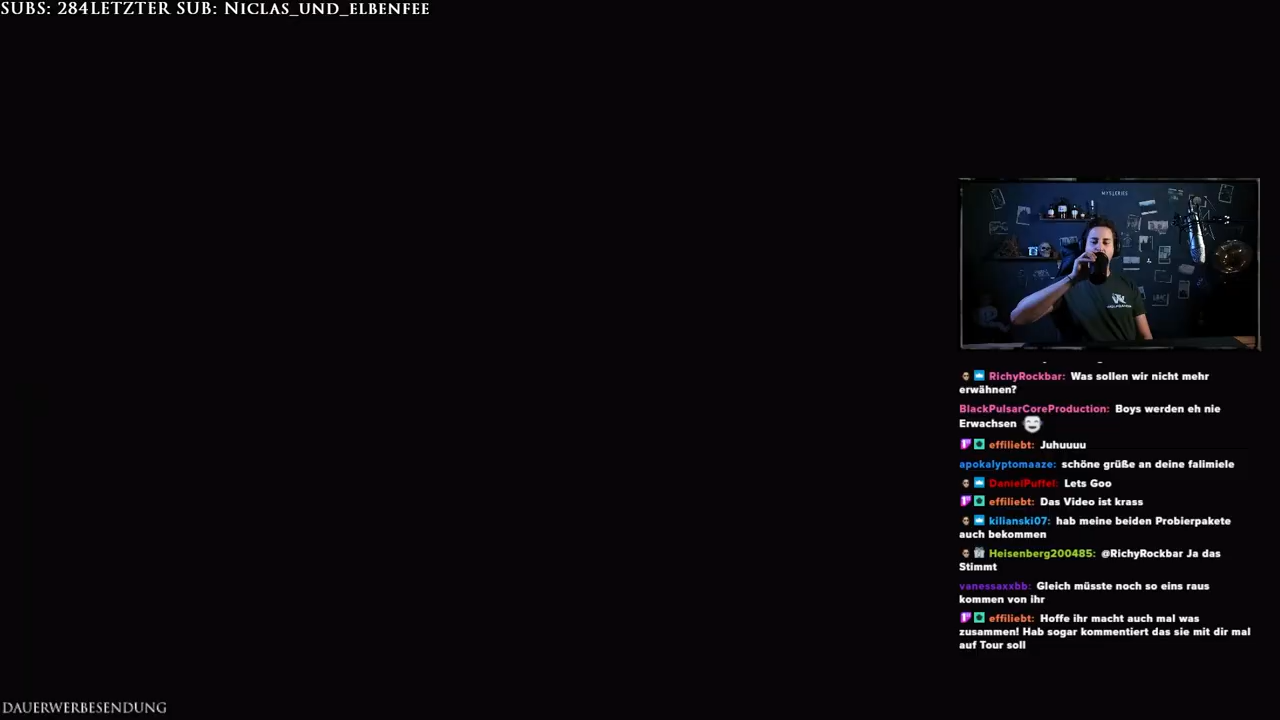 SUBS: 284LETZTER SUB: Niclas_und_elbenfee
MYSTERIES
RichyRockbar: Was sollen wir nicht mehr
erwähnen?
BlackPulsarCoreProduction: Boys werden eh nie
Erwachsen
effiliebt: Juhuuuu
apokalyptomaaze: schöne grüße an deine falimiele
DanielPuffel: Lets Goo
effiliebt: Das Video ist krass
kilianski07: hab meine beiden Probierpakete
auch bekommen
Heisenberg200485: @RichyRockbar Ja das
Stimmt
vanessaxxbb: Gleich müsste noch so eins raus
kommen von ihr
effiliebt: Hoffe ihr macht auch mal was
zusammen! Hab sogar kommentiert das sie mit dir mal
auf Tour soll
DAUERWERBESENDUNG